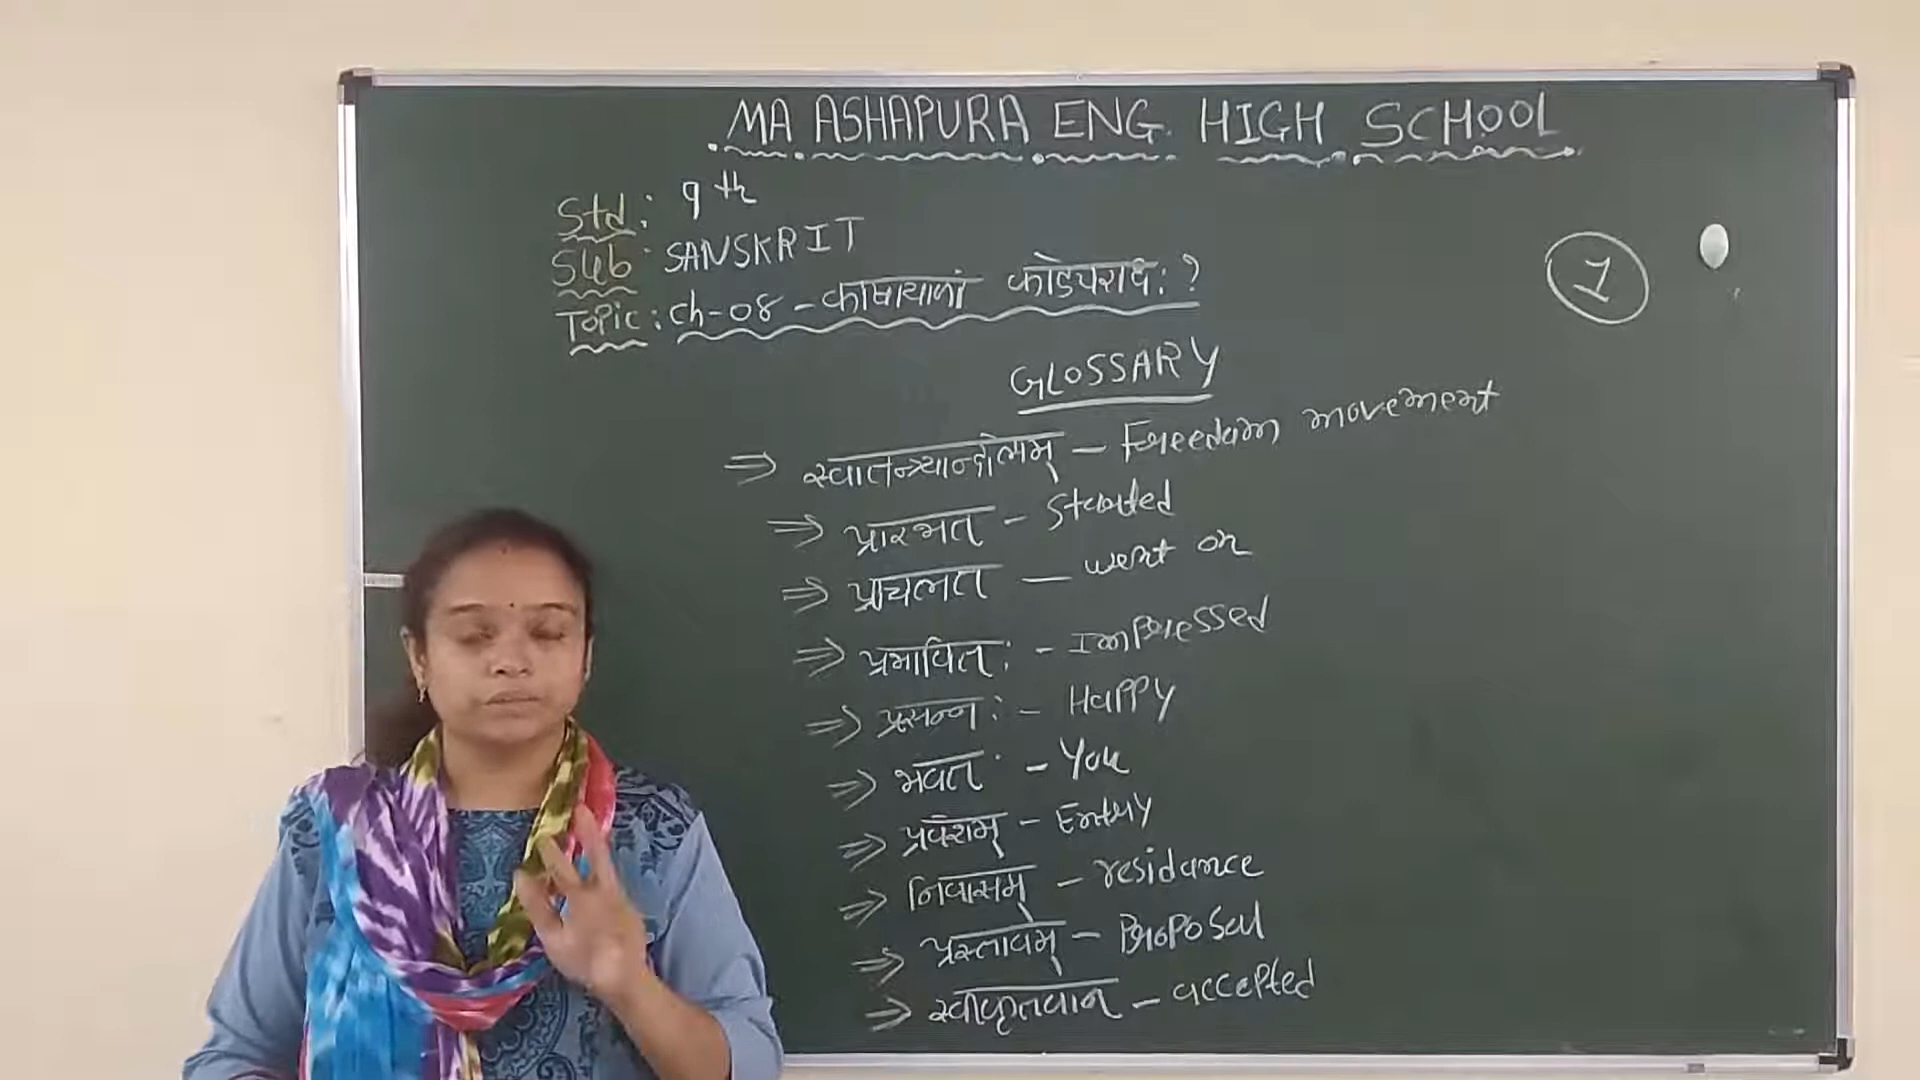 MA ASHAPURA ENG. HIGH SCHOOL
Std: 9th
Sub: SANSKRIT
Topic: ch-08 - काषायाणां कोऽपराधः ?
1
GLOSSARY
⇒ स्वातन्त्र्यान्दोलनम् - Freedom movement
⇒ प्रारभत - Started
⇒ प्राचलत - went on
⇒ प्रभावितः - Impressed
⇒ प्रसन्नः - Happy
⇒ भवतः - You
⇒ प्रवेशम् - Entry
⇒ निवासम् - residance
⇒ प्रस्तावम् - Proposal
⇒ स्वीकृतवान् - accepted